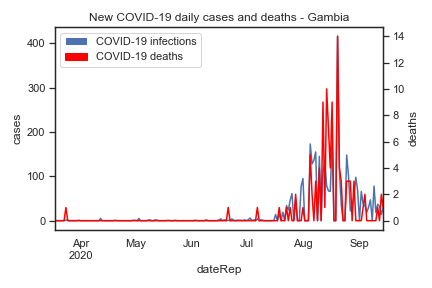 New COVID-19 daily cases and deaths - Gambia
COVID-19 infections
COVID-19 deaths
400
300
200
100
0
cases
14
12
10
8
6
4
2
0
deaths
Apr
2020
May
Jun
Jul
Aug
Sep
dateRep